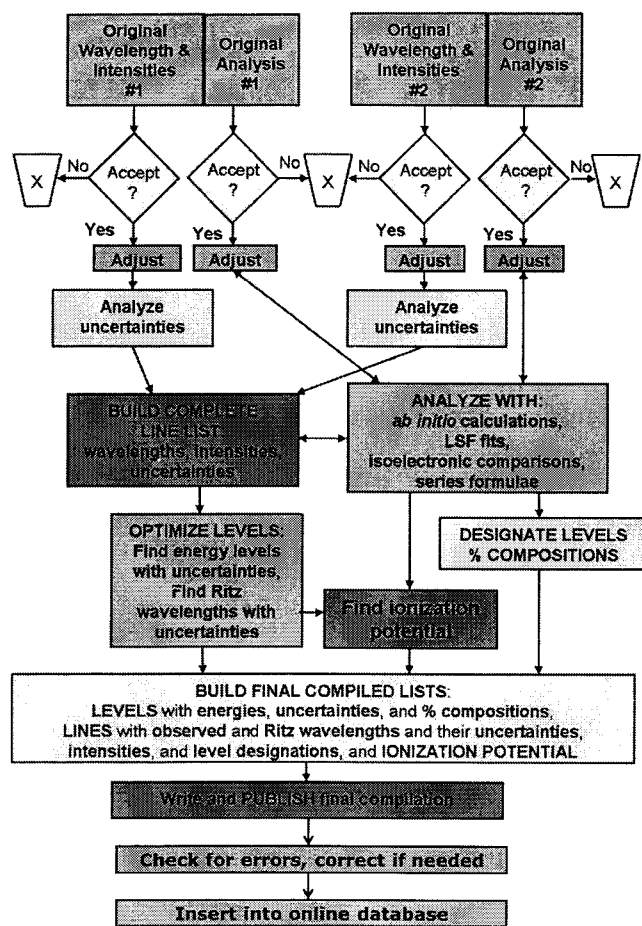 Original
Wavelength &
Intensities
#1
Original
Analysis
#1
Original
Wavelength &
Intensities
#2
Original
Analysis
#2
X
No
Accept
?
Accept
?
No
X
No
Accept
?
Accept
?
No
X
Yes
Yes
Yes
Yes
Adjust
Adjust
Adjust
Adjust
Analyze
uncertainties
Analyze
uncertainties
BUILD COMPLETE
LINE LIST:
wavelengths, intensities,
uncertainties
ANALYZE WITH:
ab initio calculations,
LSF fits,
isoelectronic comparisons,
series formulae
OPTIMIZE LEVELS:
Find energy levels
with uncertainties,
Find Ritz
wavelengths with
uncertainties
DESIGNATE LEVELS
% COMPOSITIONS
Find ionization
potential
BUILD FINAL COMPILED LISTS:
LEVELS with energies, uncertainties, and % compositions,
LINES with observed and Ritz wavelengths and their uncertainties,
intensities, and level designations, and IONIZATION POTENTIAL
Write and PUBLISH final compilation
Check for errors, correct if needed
Insert into online database